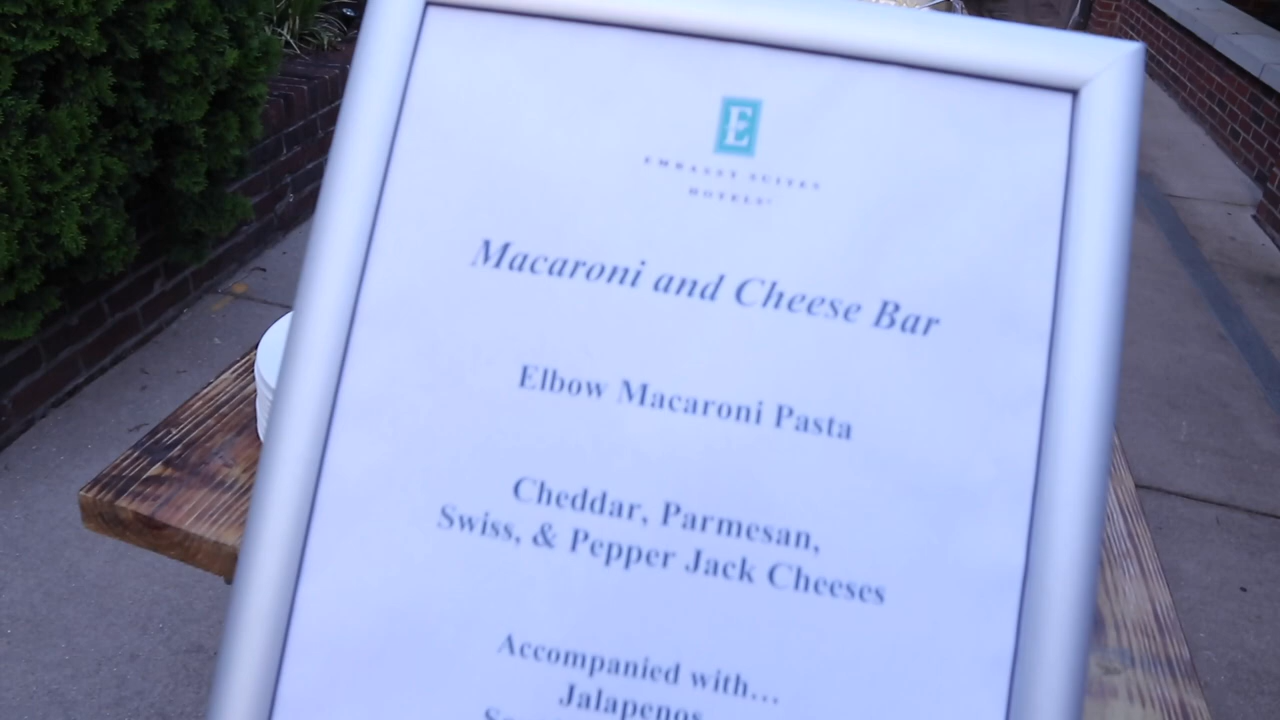 E
EMBASSY SUITES
HOTELS®
Macaroni and Cheese Bar
Elbow Macaroni Pasta
Cheddar, Parmesan,
Swiss, & Pepper Jack Cheeses
Accompanied with...
Jalapenos